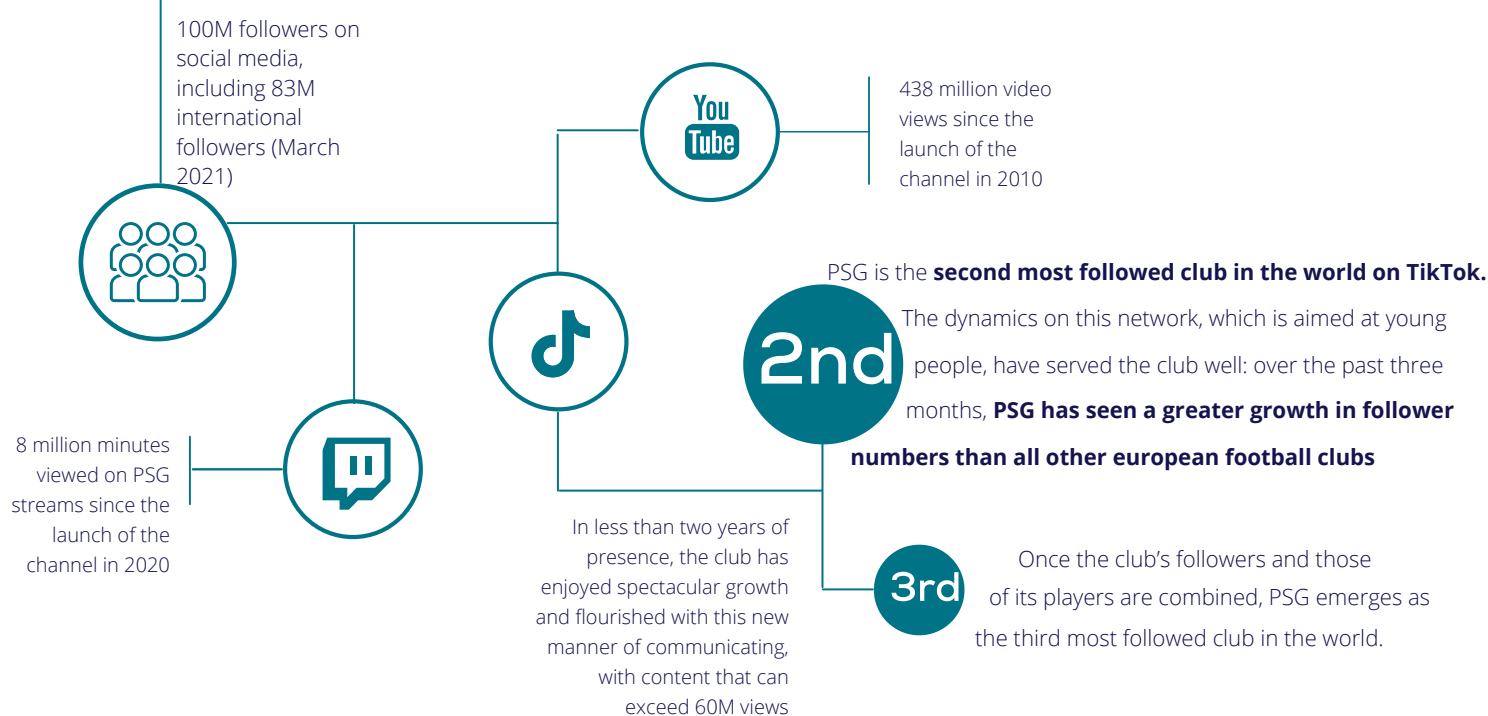 100M followers on
social media,
including 83M
international
followers (March
2021)
You
Tube
438 million video
views since the
launch of the
channel in 2010
PSG is the second most followed club in the world on TikTok.
The dynamics on this network, which is aimed at young
people, have served the club well: over the past three
months, PSG has seen a greater growth in follower
numbers than all other european football clubs
2nd
8 million minutes
viewed on PSG
streams since the
launch of the
channel in 2020
In less than two years of
presence, the club has
enjoyed spectacular growth
and flourished with this new
manner of communicating,
with content that can
exceed 60M views
3rd
Once the club’s followers and those
of its players are combined, PSG emerges as
the third most followed club in the world.